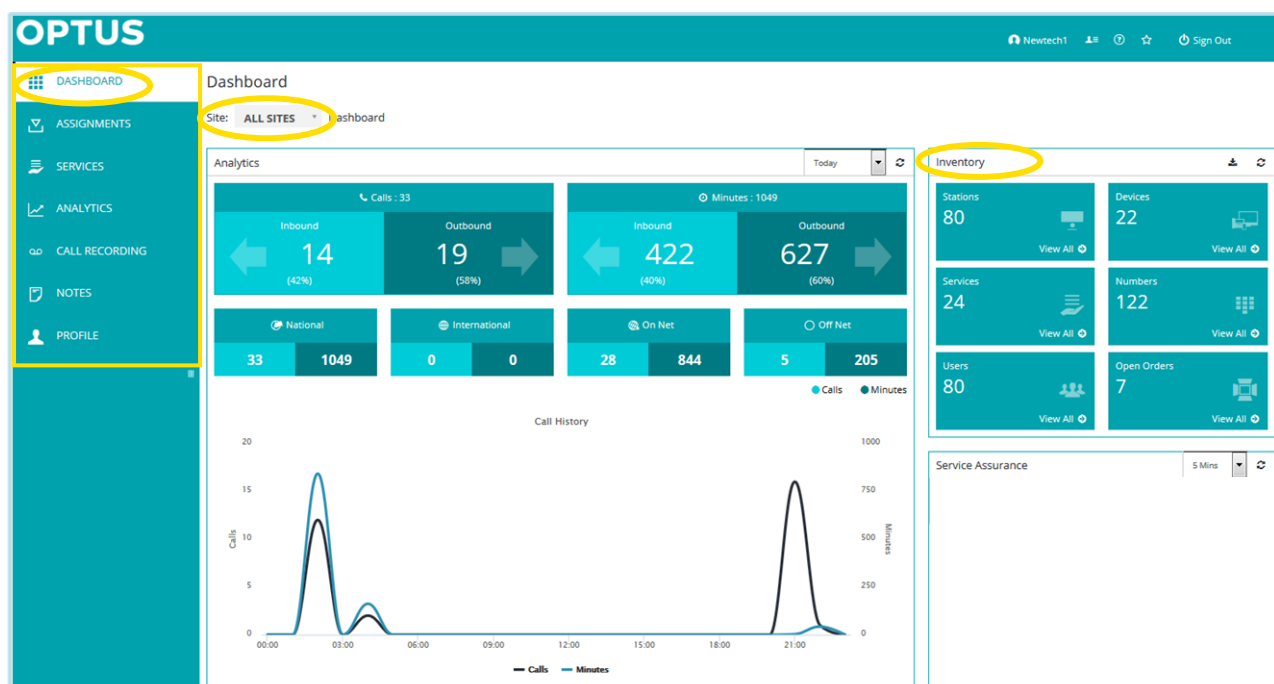 OPTUS
Newtech1
Sign Out
DASHBOARD
ASSIGNMENTS
SERVICES
ANALYTICS
CALL RECORDING
NOTES
PROFILE
Dashboard
Site: ALL SITES Dashboard
Analytics
Today
Calls : 33
Inbound
14
(42%)
Outbound
19
(58%)
Minutes : 1049
Inbound
422
(40%)
Outbound
627
(60%)
National
33 1049
International
0 0
On Net
28 844
Off Net
5 205
Calls Minutes
Call History
Calls
20
15
10
5
0
1000
750
500
250
0
Minutes
00:00 03:00 06:00 09:00 12:00 15:00 18:00 21:00
Calls Minutes
Inventory
Stations
80
View All
Devices
22
View All
Services
24
View All
Numbers
122
View All
Users
80
View All
Open Orders
7
View All
Service Assurance
5 Mins